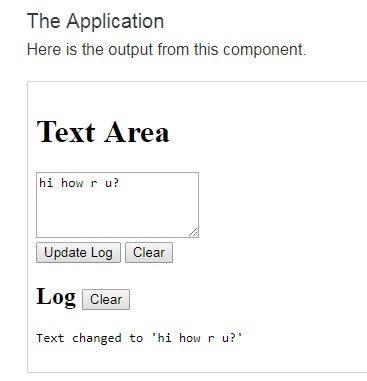 The Application
Here is the output from this component.
Text Area
hi how r u?
Update Log Clear
Log Clear
Text changed to 'hi how r u?'